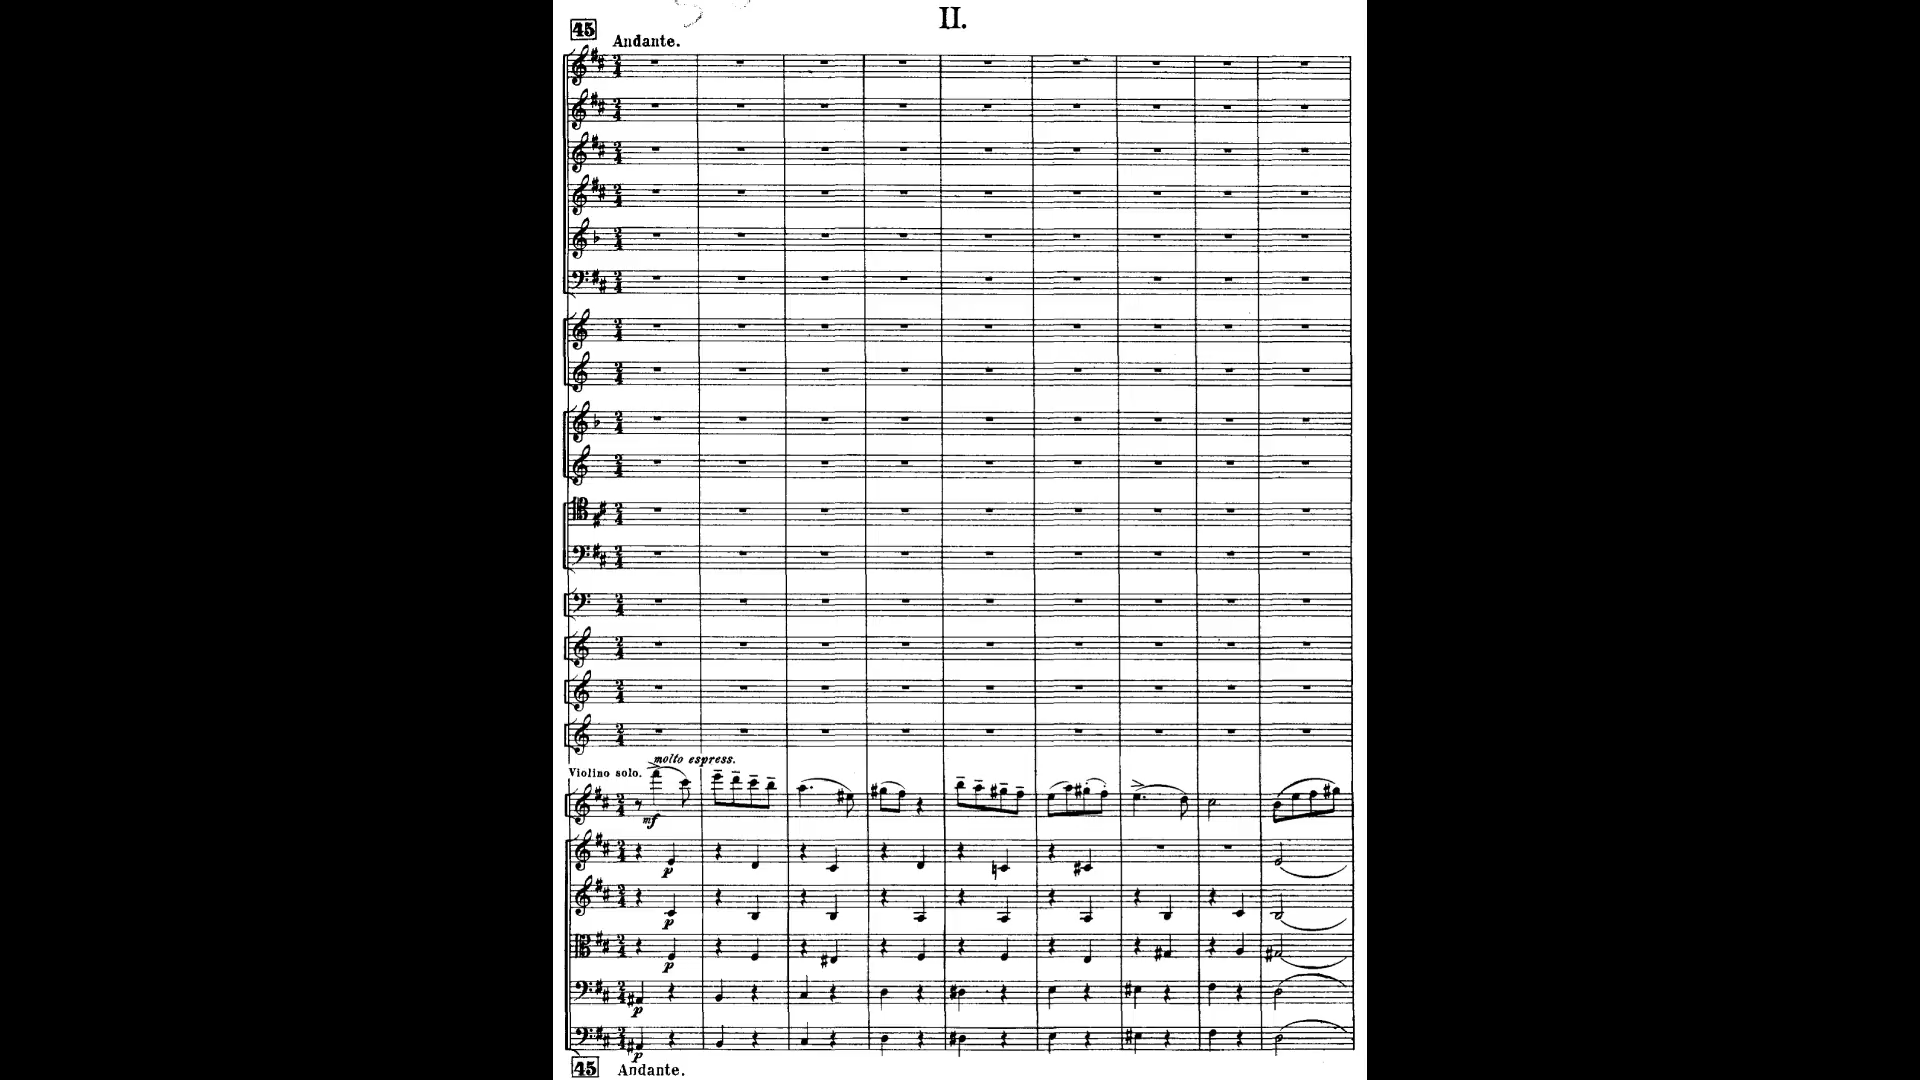 II.
45
Andante.
molto espress.
Violino solo.
mf
p
p
p
p
p
45 Andante.